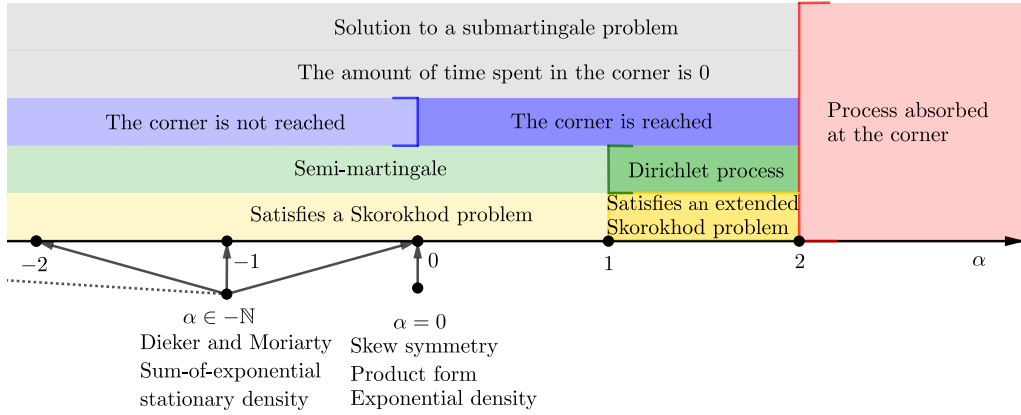 Solution to a submartingale problem
The amount of time spent in the corner is 0
The corner is not reached
The corner is reached
Process absorbed
at the corner
Semi-martingale
Dirichlet process
Satisfies a Skorokhod problem
Satisfies an extended
Skorokhod problem
−2
−1
0
1
2
α
α ∈ −ℕ
Dieker and Moriarty
Sum-of-exponential
stationary density
α = 0
Skew symmetry
Product form
Exponential density